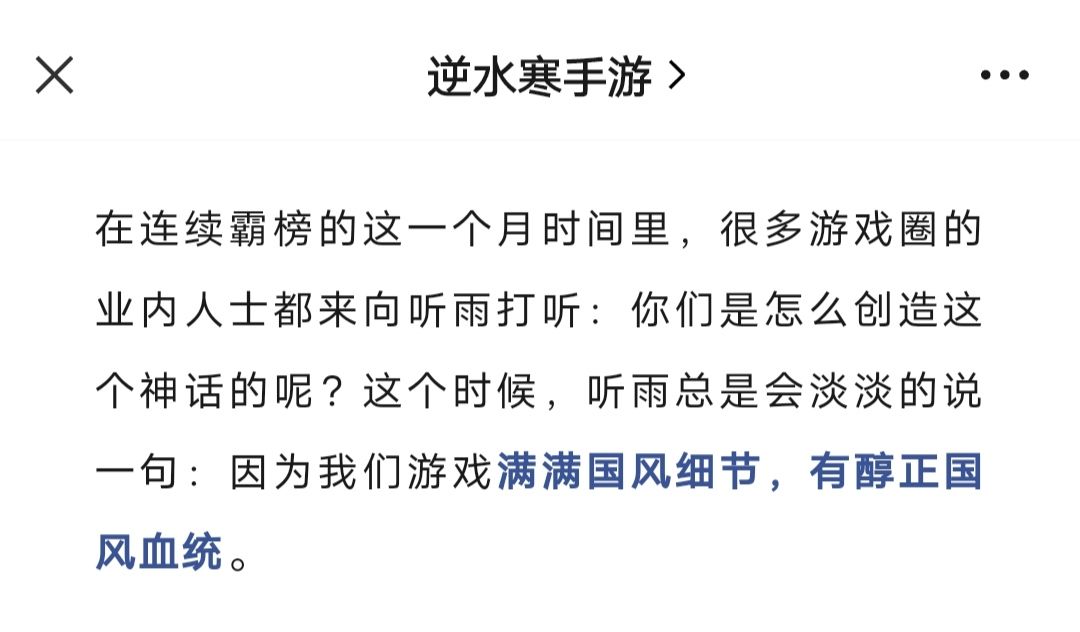 逆水寒手游
在连续霸榜的这一个月时间里，很多游戏圈的
业内人士都来向听雨打听：你们是怎么创造这
个神话的呢？这个时候，听雨总是会淡淡的说
一句：因为我们游戏满满国风细节，有醇正国
风血统。